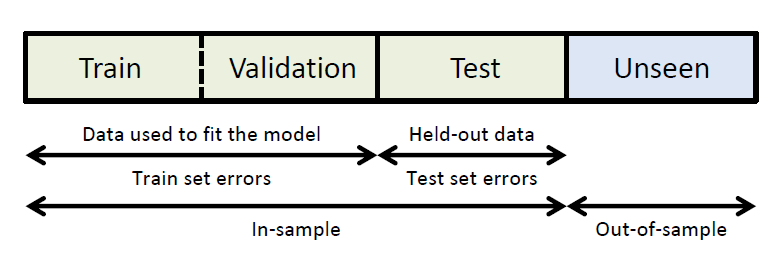 Train Validation Test Unseen
Data used to fit the model Held-out data
Train set errors Test set errors
In-sample Out-of-sample